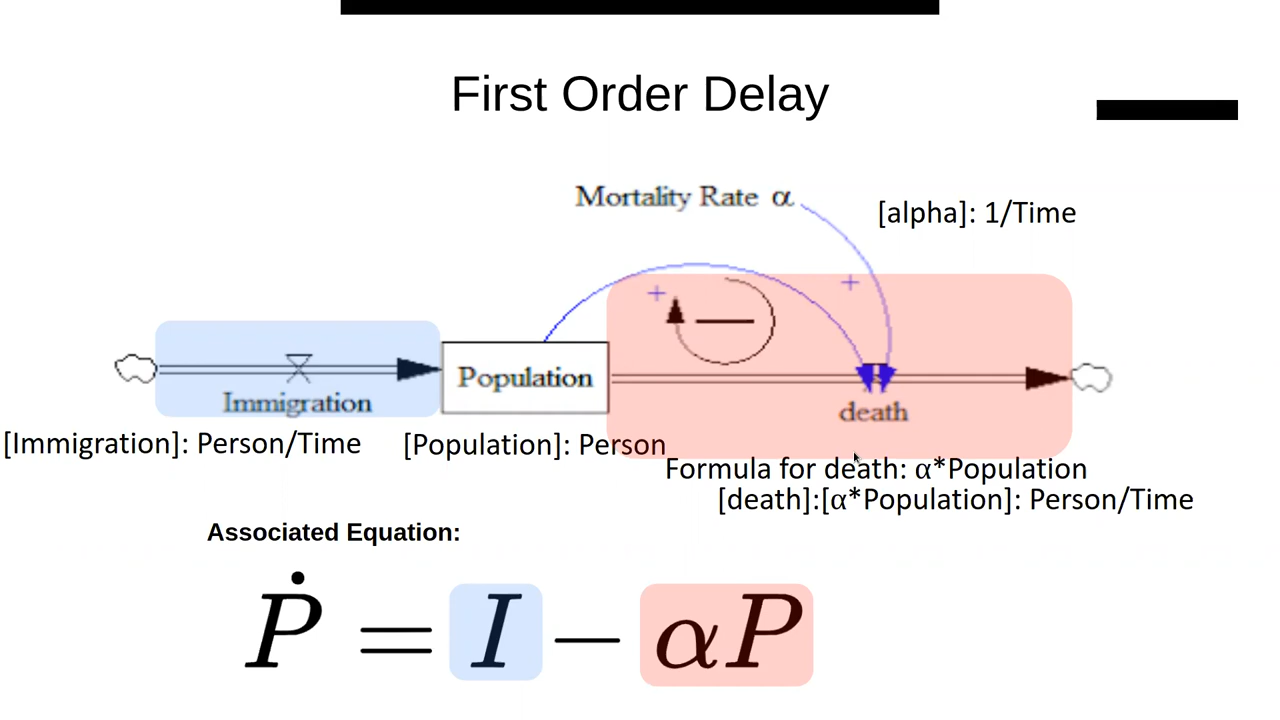 First Order Delay
Mortality Rate α
[alpha]: 1/Time
+
+
Population
Immigration
death
[Immigration]: Person/Time
[Population]: Person
Formula for death: α*Population
[death]:[α*Population]: Person/Time
Associated Equation:
Ṗ = I − αP